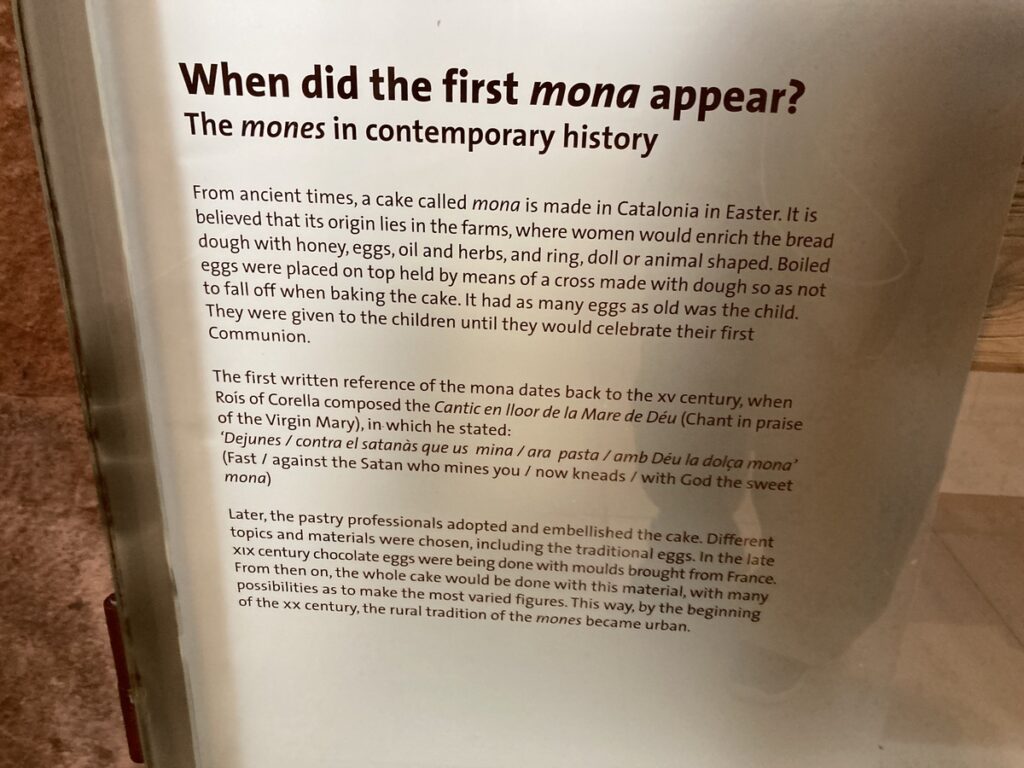 When did the first mona appear?
The mones in contemporary history
From ancient times, a cake called mona is made in Catalonia in Easter. It is
believed that its origin lies in the farms, where women would enrich the bread
dough with honey, eggs, oil and herbs, and ring, doll or animal shaped. Boiled
eggs were placed on top held by means of a cross made with dough so as not
to fall off when baking the cake. It had as many eggs as old was the child.
They were given to the children until they would celebrate their first
Communion.
The first written reference of the mona dates back to the XV century, when
Roís of Corella composed the Cantic en lloor de la Mare de Déu (Chant in praise
of the Virgin Mary), in which he stated:
'Dejunes / contra el satanàs que us mina / ara pasta / amb Déu la dolça mona'
(Fast / against the Satan who mines you / now kneads / with God the sweet
mona)
Later, the pastry professionals adopted and embellished the cake. Different
topics and materials were chosen, including the traditional eggs. In the late
XIX century chocolate eggs were being done with moulds brought from France.
From then on, the whole cake would be done with this material, with many
possibilities as to make the most varied figures. This way, by the beginning
of the XX century, the rural tradition of the mones became urban.